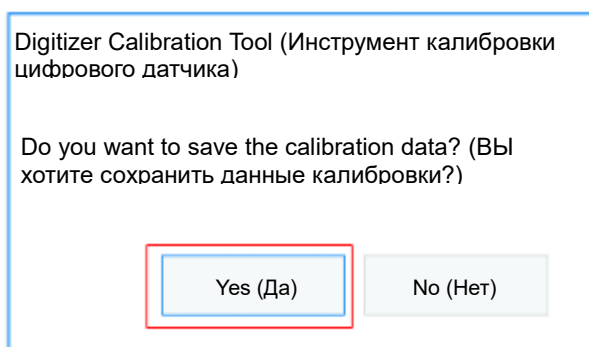 Digitizer Calibration Tool (Инструмент калибровки
цифрового датчика)
Do you want to save the calibration data? (ВЫ
хотите сохранить данные калибровки?)
Yes (Да)
No (Нет)